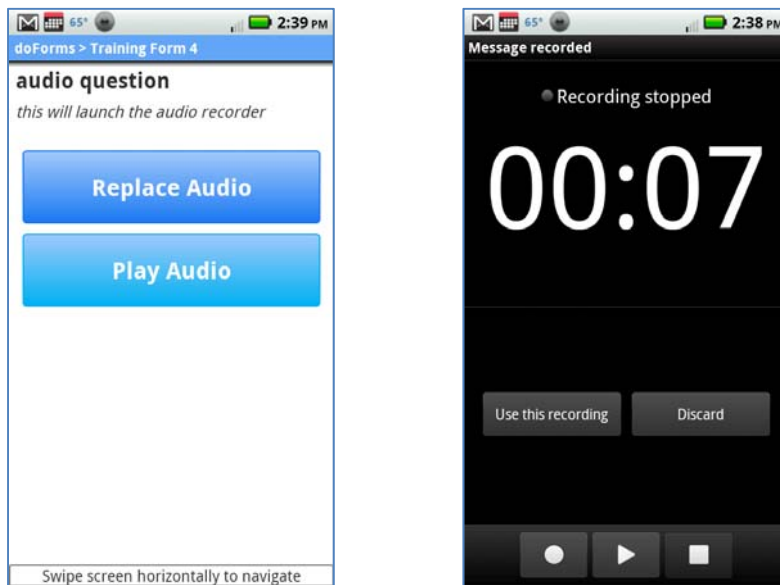 65° 2:39 PM
doForms > Training Form 4
audio question
this will launch the audio recorder
Replace Audio
Play Audio
Swipe screen horizontally to navigate
65° 2:38 PM
Message recorded
Recording stopped
00:07
Use this recording Discard